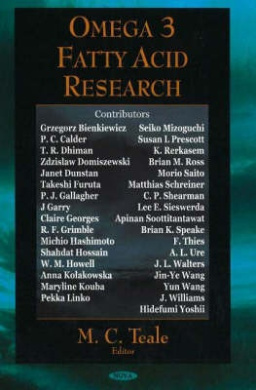 OMEGA 3
FATTY ACID
RESEARCH
Contributors
Grzegorz Bienkiewicz
P. C. Calder
T. R. Dhiman
Zdzislaw Domiszewski
Janet Dunstan
Takeshi Furuta
P. J. Gallagher
J Garry
Claire Georges
R. F. Grimble
Michio Hashimoto
Shahdat Hossain
W. M. Howell
Anna Kołakowska
Maryline Kouba
Pekka Linko
Seiko Mizoguchi
Susan L Prescott
K. Rerkasem
Brian M. Ross
Morio Saito
Matthias Schreiner
C. P. Shearman
Lee E. Sieswerda
Apinan Soottitantawat
Brian K. Speake
F. Thies
A. L. Ure
J. L. Walters
Jin-Ye Wang
Yun Wang
J. Williams
Hidefumi Yoshii
M. C. Teale
Editor
NOVA